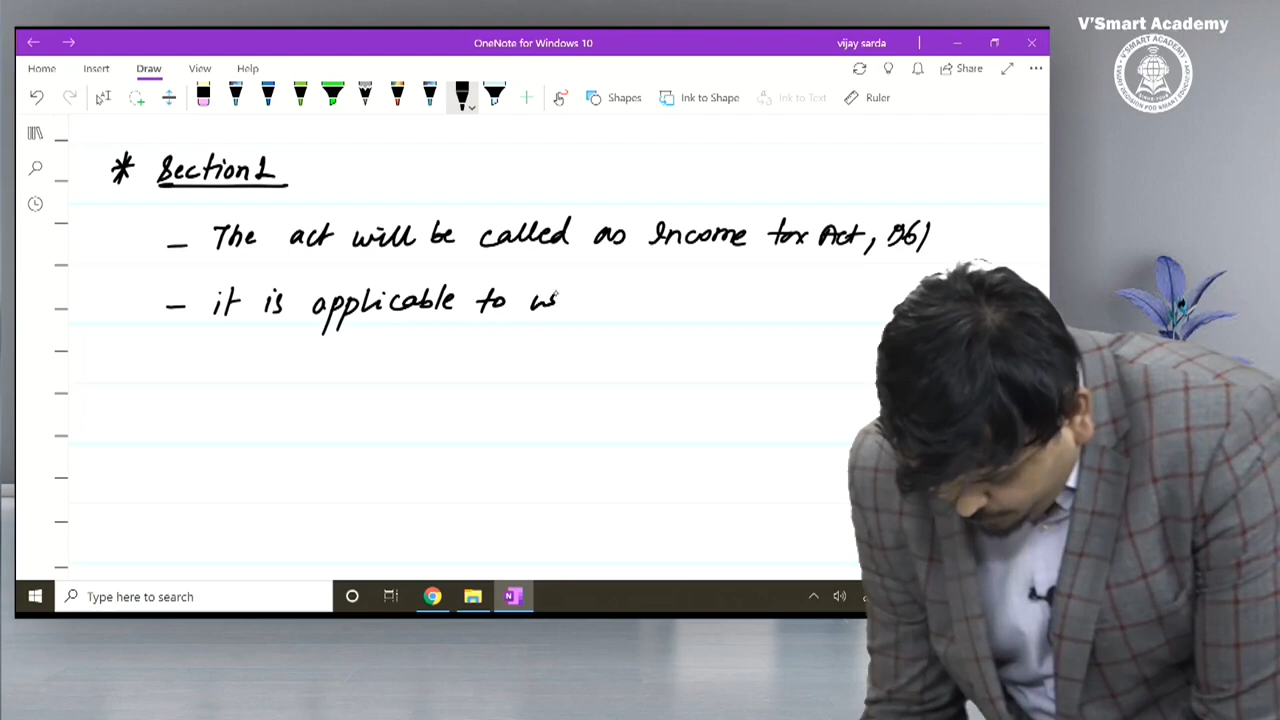 V'Smart Academy
OneNote for Windows 10
vijay sarda
Home Insert Draw View Help
Share
Shapes Ink to Shape Ink to Text Ruler
* Section 1
– The act will be called as Income tax Act, 1961
– it is applicable to
Type here to search